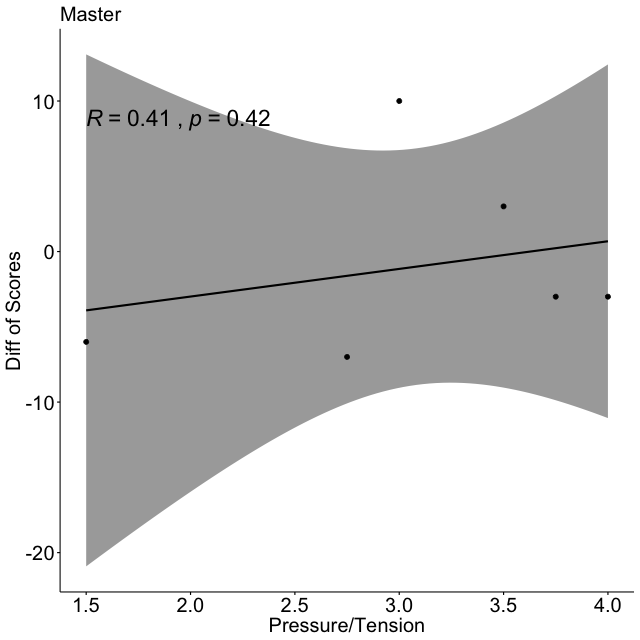 Master
R = 0.41 , p = 0.42
Diff of Scores
10
0
-10
-20
1.5 2.0 2.5 3.0 3.5 4.0
Pressure/Tension